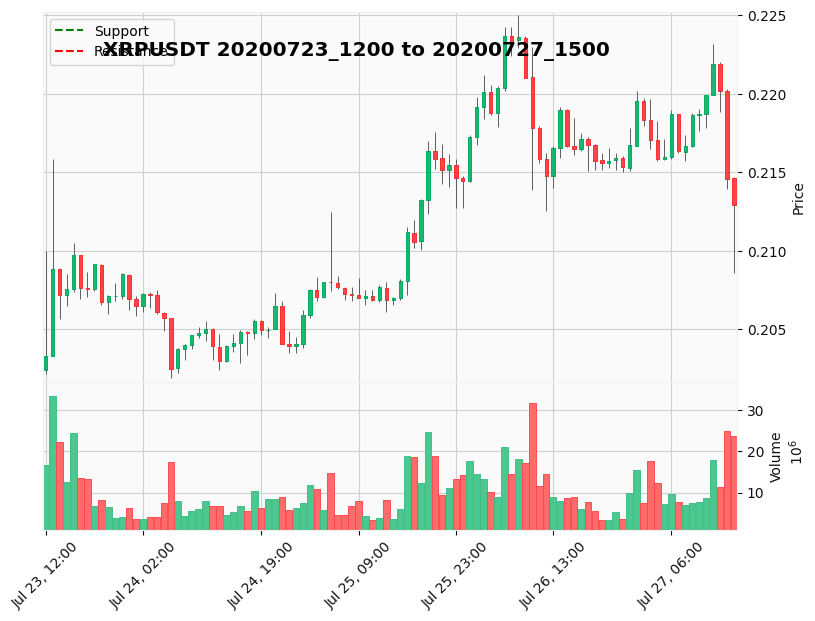 XRPUSDT 20200723_1200 to 20200727_1500
Support
Resistance
0.225
0.220
0.215
0.210
0.205
Price
30
20
10
Volume
10^6
Jul 23, 12:00
Jul 24, 02:00
Jul 24, 19:00
Jul 25, 09:00
Jul 25, 23:00
Jul 26, 13:00
Jul 27, 06:00